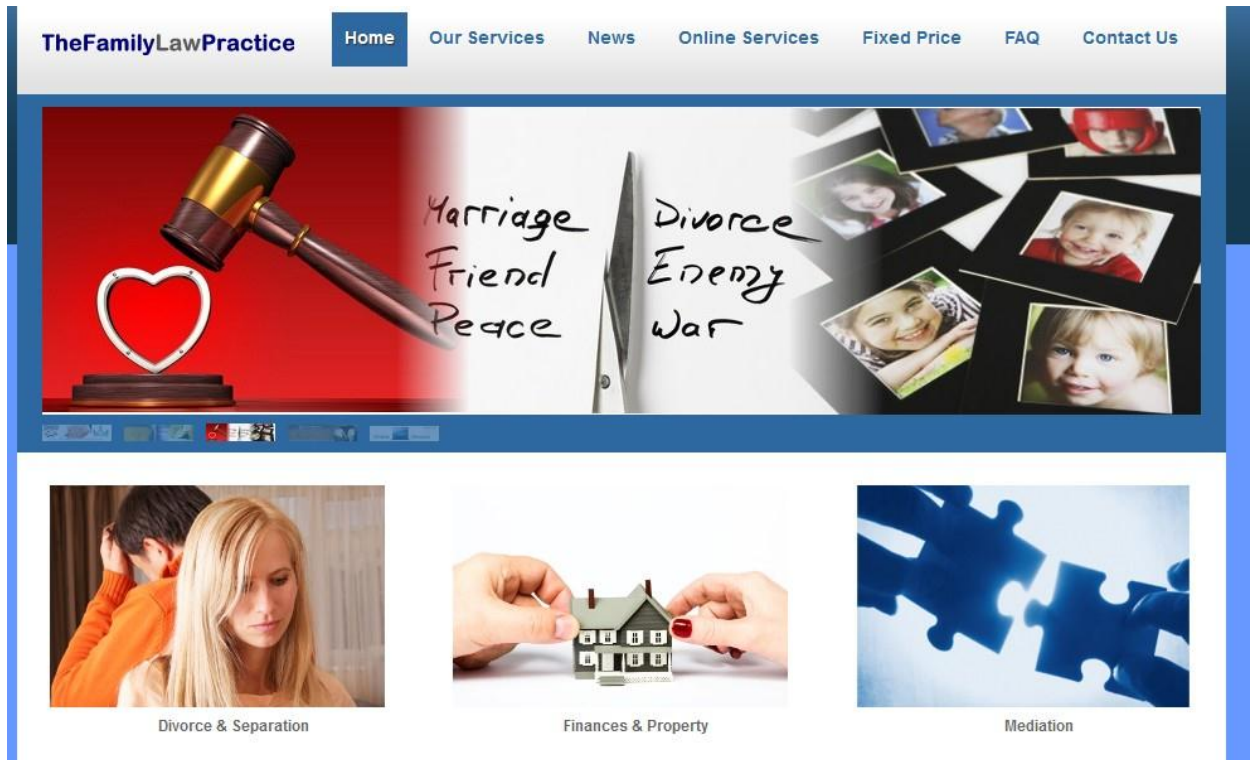 TheFamilyLawPractice
Home Our Services News Online Services Fixed Price FAQ Contact Us
Marriage Divorce
Friend Enemy
Peace War
Divorce & Separation
Finances & Property
Mediation